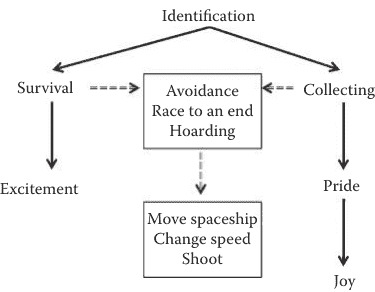 Identification
Survival
Avoidance
Race to an end
Hoarding
Collecting
Excitement
Pride
Move spaceship
Change speed
Shoot
Joy